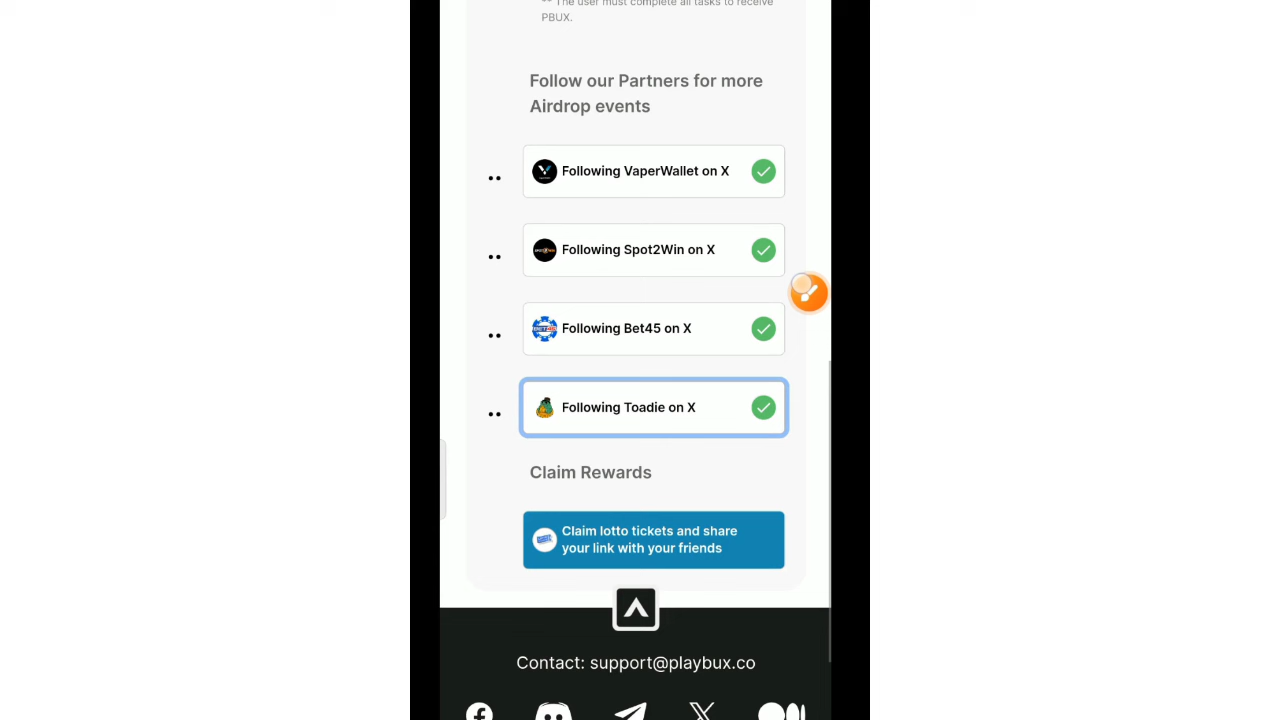 ** The user must complete all tasks to receive
PBUX.
Follow our Partners for more
Airdrop events
Following VaperWallet on X
Following Spot2Win on X
Following Bet45 on X
Following Toadie on X
Claim Rewards
Claim lotto tickets and share
your link with your friends
Contact: support@playbux.co